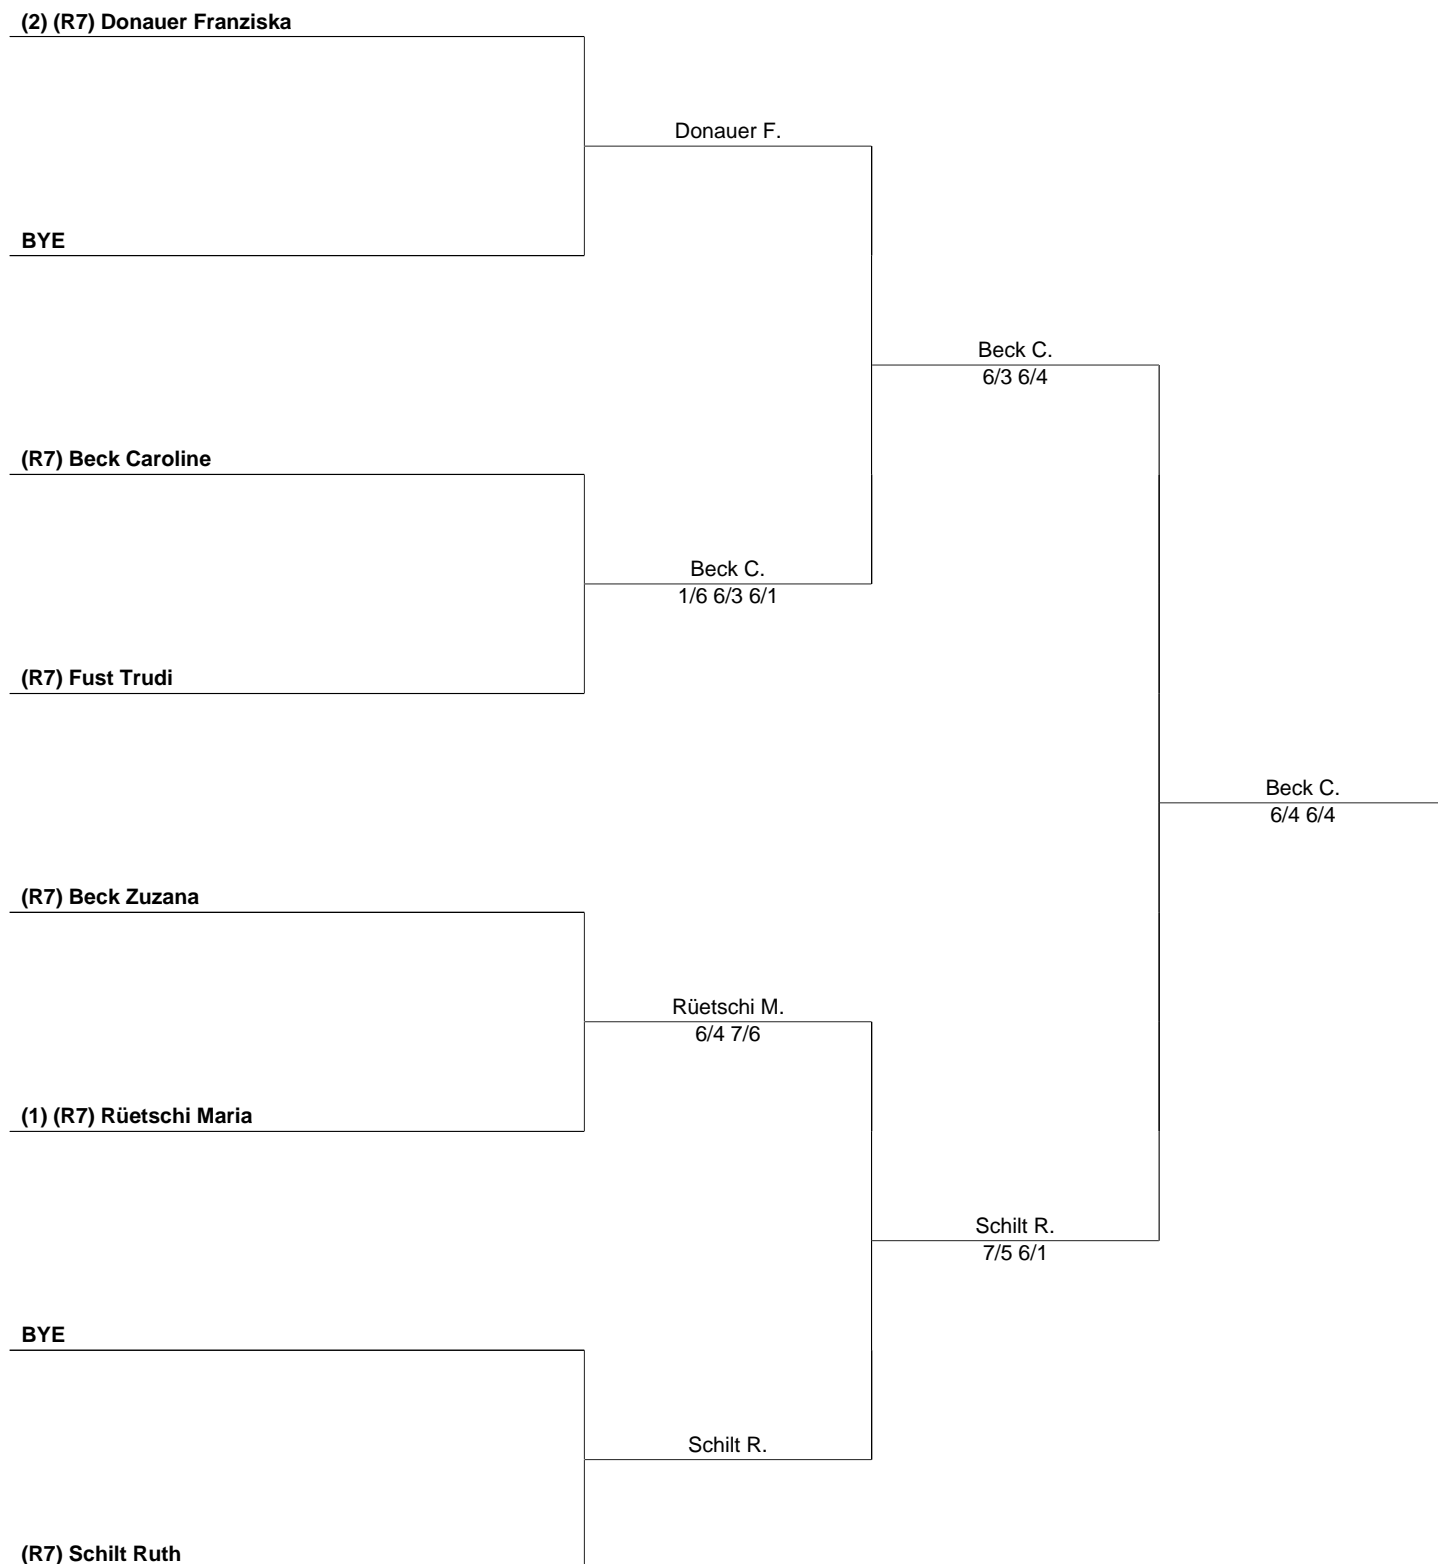 (2) (R7) Donauer Franziska
Donauer F.
BYE
Beck C.
6/3 6/4
(R7) Beck Caroline
Beck C.
1/6 6/3 6/1
(R7) Fust Trudi
Beck C.
6/4 6/4
(R7) Beck Zuzana
Rüetschi M.
6/4 7/6
(1) (R7) Rüetschi Maria
Schilt R.
7/5 6/1
BYE
Schilt R.
(R7) Schilt Ruth